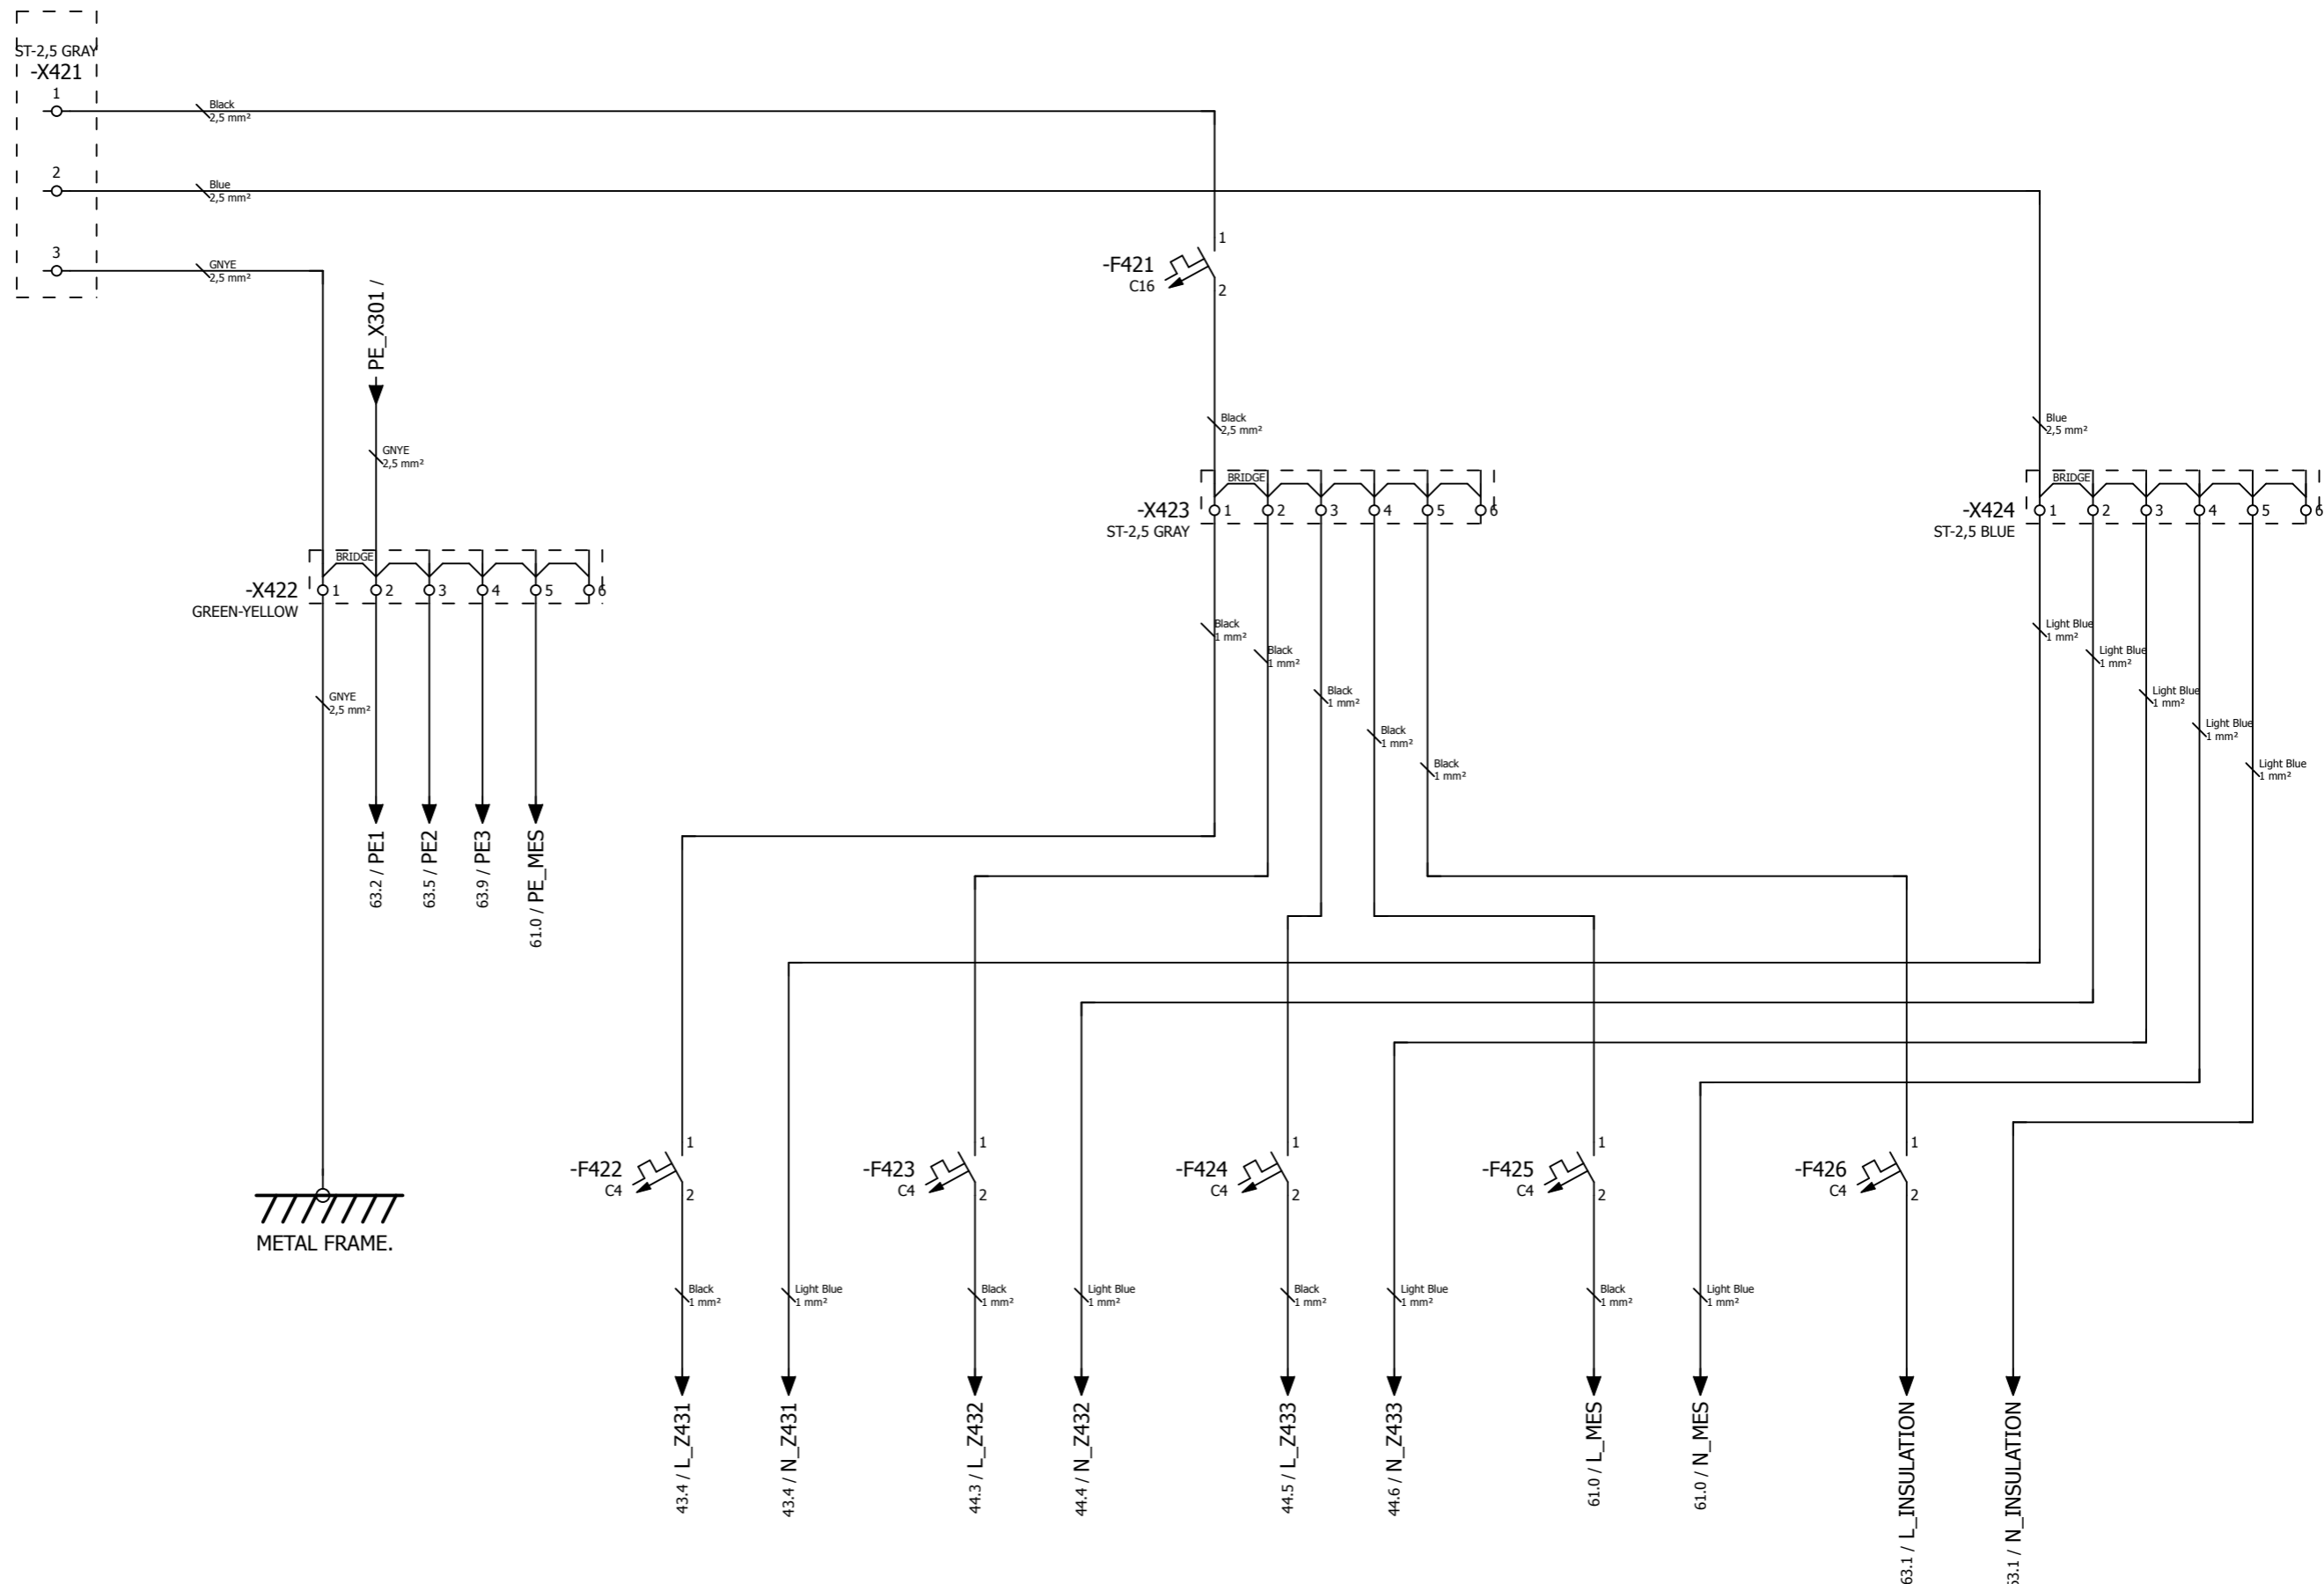 ST-2,5 GRAY
-X421
1
Black
2,5 mm²
2
Blue
2,5 mm²
3
GNYE
2,5 mm²
PE_X301 /
GNYE
2,5 mm²
-F421
C16
1
2
Black
2,5 mm²
Blue
2,5 mm²
-X423
ST-2,5 GRAY
BRIDGE
1
2
3
4
5
6
-X424
ST-2,5 BLUE
BRIDGE
1
2
3
4
5
6
-X422
GREEN-YELLOW
BRIDGE
1
2
3
4
5
6
GNYE
2,5 mm²
Black
1 mm²
Black
1 mm²
Black
1 mm²
Black
1 mm²
Black
1 mm²
Light Blue
1 mm²
Light Blue
1 mm²
Light Blue
1 mm²
Light Blue
1 mm²
Light Blue
1 mm²
63.2 / PE1
63.5 / PE2
63.9 / PE3
61.0 / PE_MES
METAL FRAME.
-F422
C4
1
2
-F423
C4
1
2
-F424
C4
1
2
-F425
C4
1
2
-F426
C4
1
2
Black
1 mm²
Light Blue
1 mm²
Black
1 mm²
Light Blue
1 mm²
Black
1 mm²
Light Blue
1 mm²
Black
1 mm²
Light Blue
1 mm²
43.4 / L_Z431
43.4 / N_Z431
44.3 / L_Z432
44.4 / N_Z432
44.5 / L_Z433
44.6 / N_Z433
61.0 / L_MES
61.0 / N_MES
63.1 / L_INSULATION
63.1 / N_INSULATION